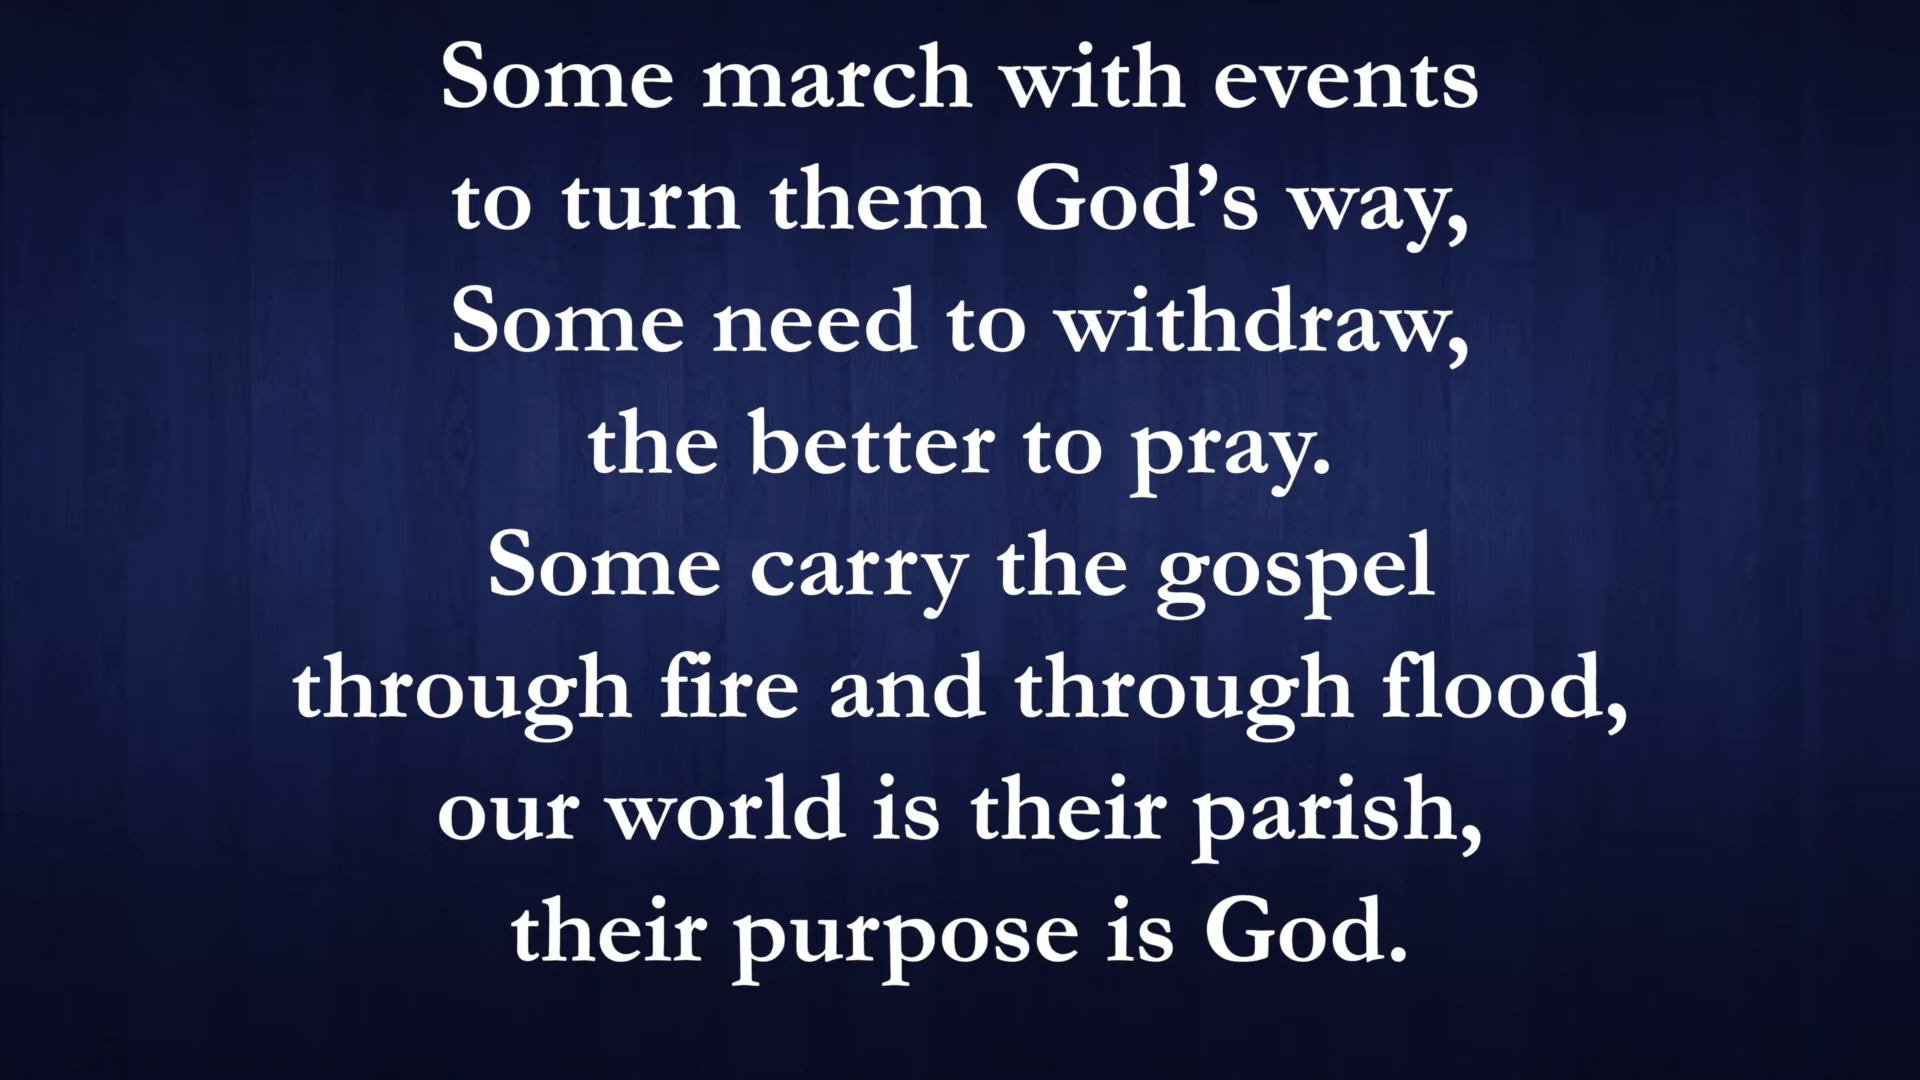 Some march with events
to turn them God’s way,
Some need to withdraw,
the better to pray.
Some carry the gospel
through fire and through flood,
our world is their parish,
their purpose is God.